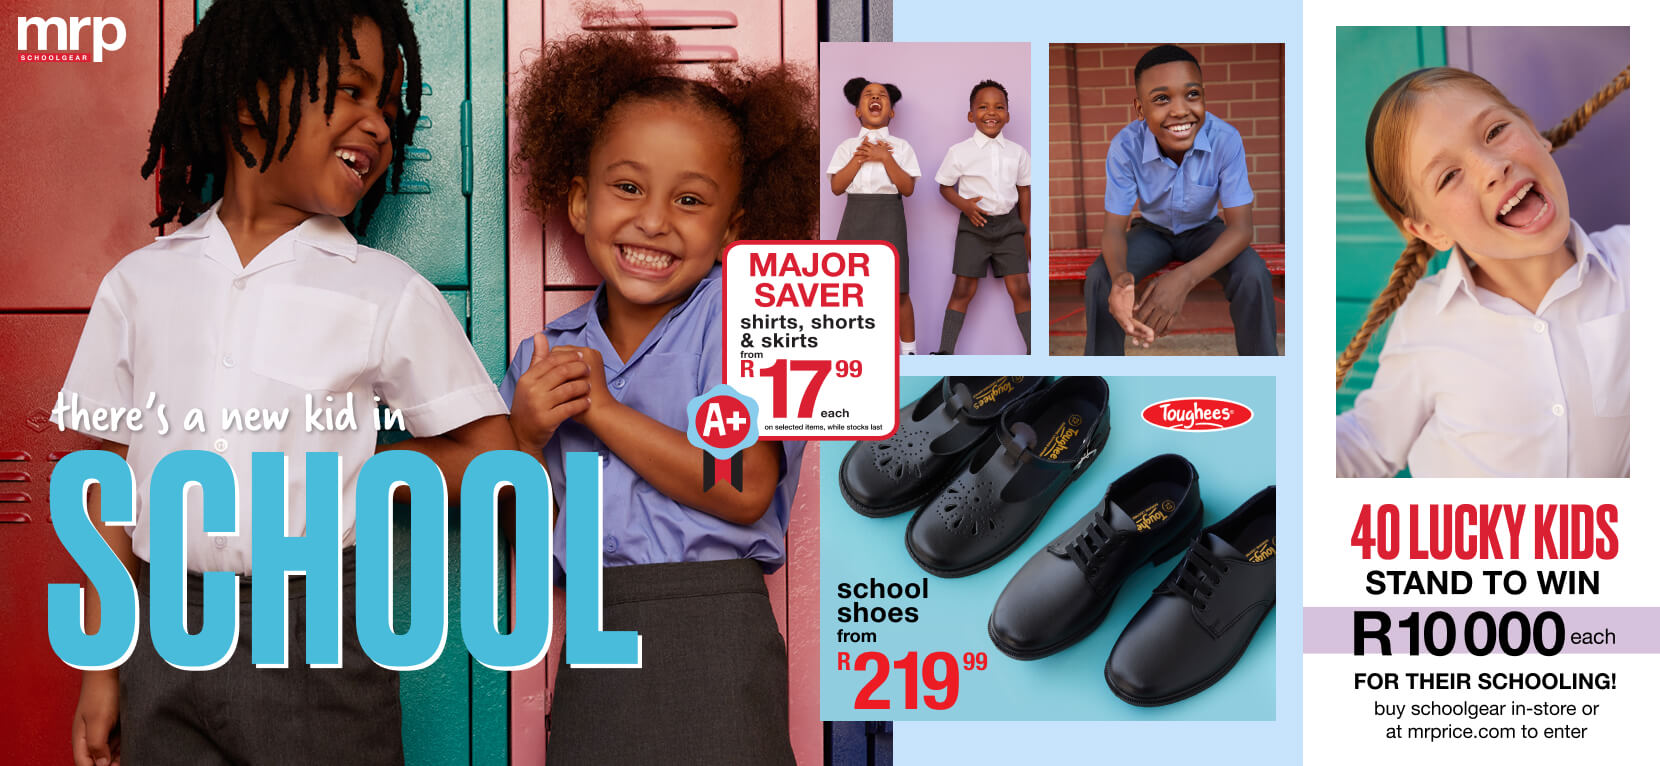 mrp
SCHOOLGEAR
there's a new kid in
SCHOOL
MAJOR
SAVER
shirts, shorts
& skirts
from
R17 99
each
on selected items, while stocks last
A+
Toughees
school
shoes
from
R219 99
40 LUCKY KIDS
STAND TO WIN
R10 000 each
FOR THEIR SCHOOLING!
buy schoolgear in-store or
at mrprice.com to enter